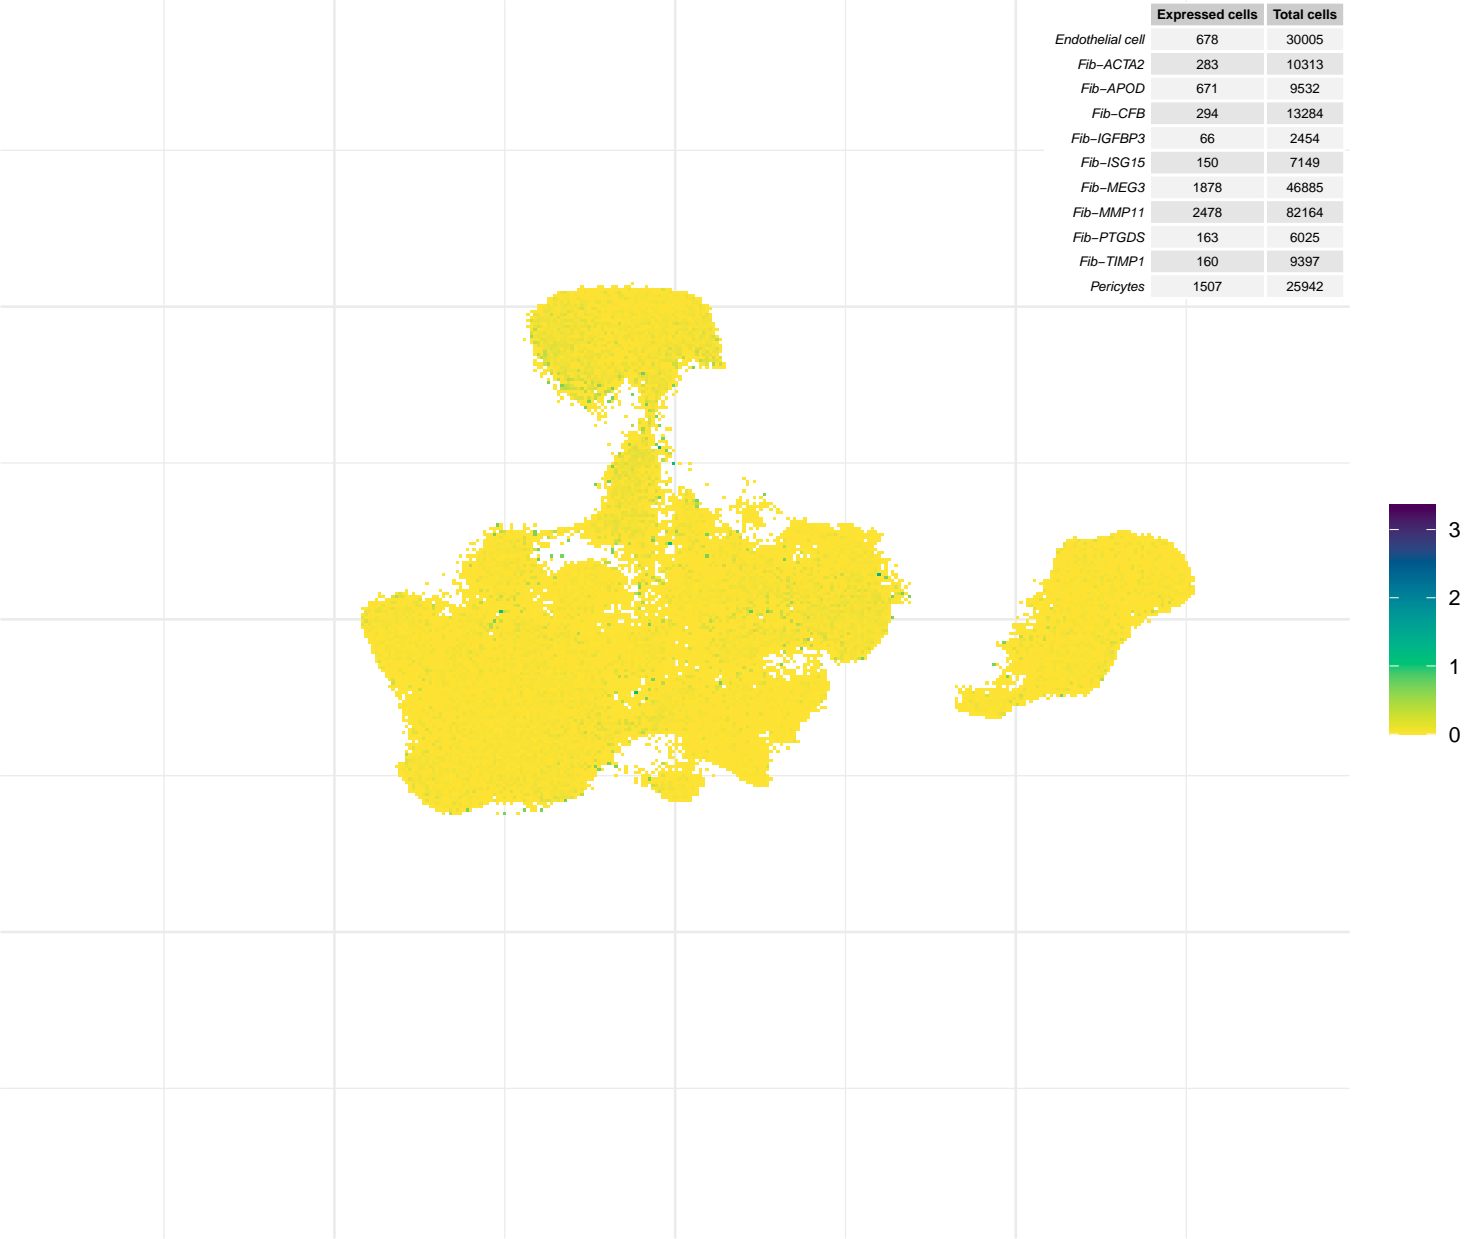 Expressed cells Total cells
Endothelial cell 678 30005
Fib−ACTA2 283 10313
Fib−APOD 671 9532
Fib−CFB 294 13284
Fib−IGFBP3 66 2454
Fib−ISG15 150 7149
Fib−MEG3 1878 46885
Fib−MMP11 2478 82164
Fib−PTGDS 163 6025
Fib−TIMP1 160 9397
Pericytes 1507 25942
3
2
1
0